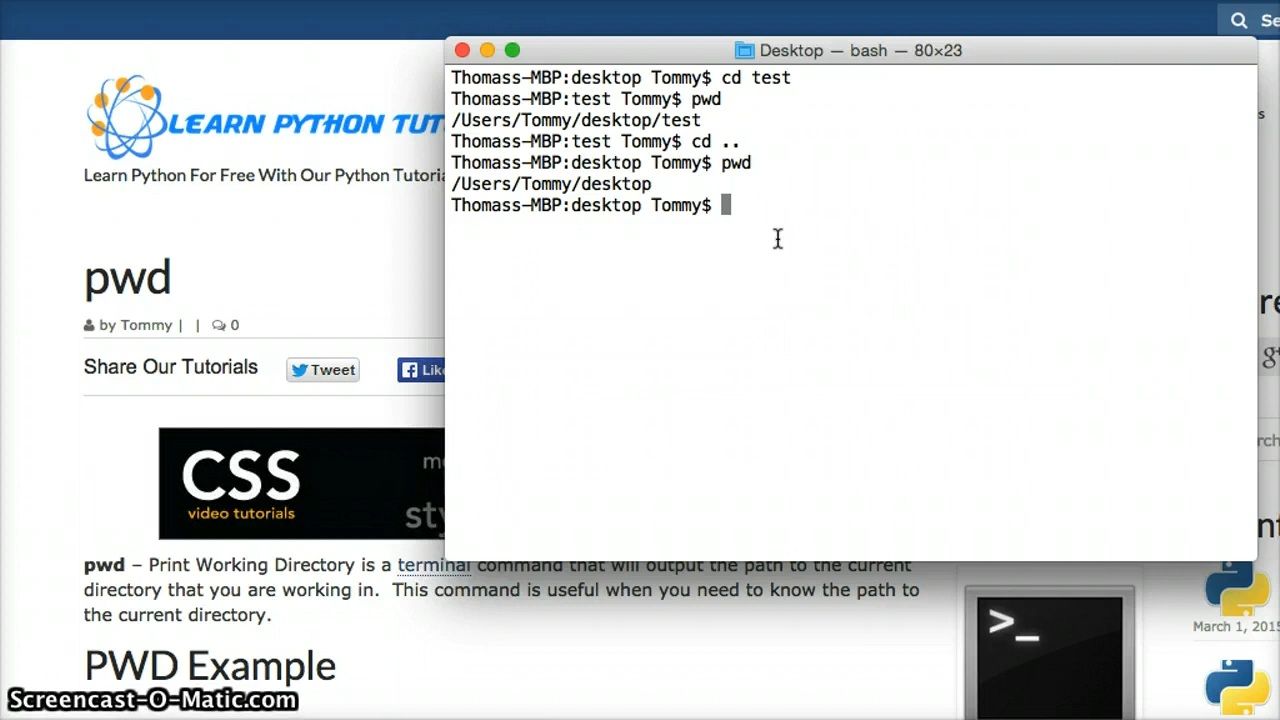 Se
Desktop — bash — 80×23
Thomass-MBP:desktop Tommy$ cd test
Thomass-MBP:test Tommy$ pwd
/Users/Tommy/desktop/test
Thomass-MBP:test Tommy$ cd ..
Thomass-MBP:desktop Tommy$ pwd
/Users/Tommy/desktop
Thomass-MBP:desktop Tommy$
LEARN PYTHON TUT
Learn Python For Free With Our Python Tutoria
pwd
by Tommy | | 0
Share Our Tutorials
Tweet
Like
CSS
video tutorials
mo
sty
pwd – Print Working Directory is a terminal command that will output the path to the current
directory that you are working in. This command is useful when you need to know the path to
the current directory.
PWD Example
>_
March 1, 2015
Screencast-O-Matic.com